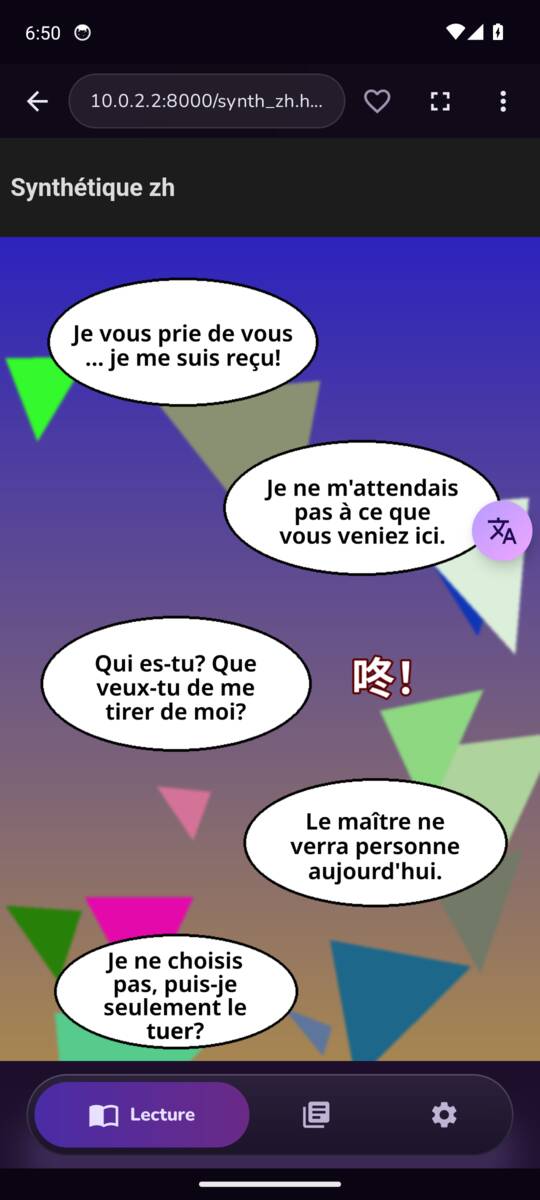 6:50
10.0.2.2:8000/synth_zh.h...
Synthétique zh
Je vous prie de vous
... je me suis reçu!
Je ne m'attendais
pas à ce que
vous veniez ici.
Qui es-tu? Que
veux-tu de me
tirer de moi?
咚!
Le maître ne
verra personne
aujourd'hui.
Je ne choisis
pas, puis-je
seulement le
tuer?
Lecture